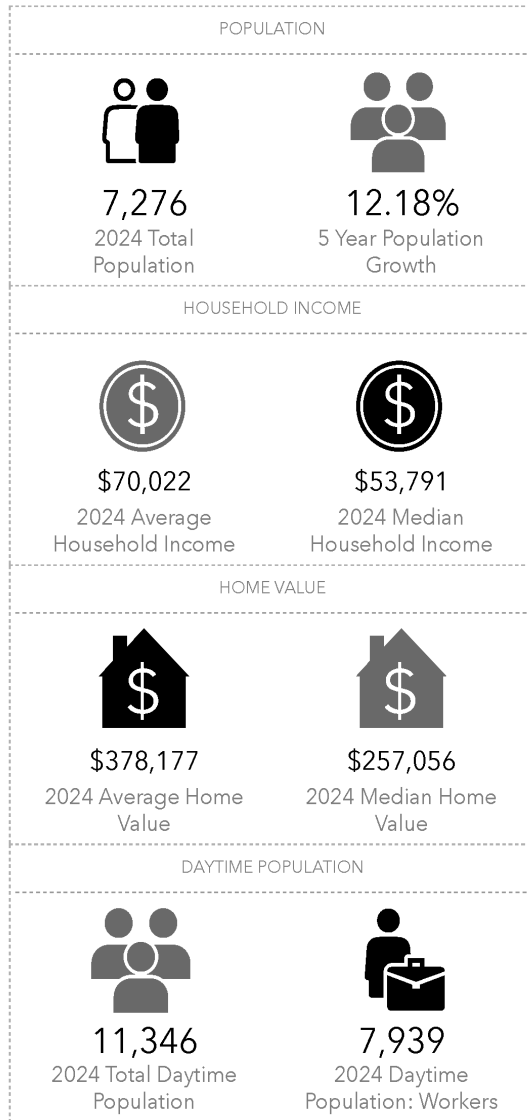 POPULATION
7,276
2024 Total
Population
12.18%
5 Year Population
Growth
HOUSEHOLD INCOME
$
$70,022
2024 Average
Household Income
$
$53,791
2024 Median
Household Income
HOME VALUE
$
$378,177
2024 Average Home
Value
$
$257,056
2024 Median Home
Value
DAYTIME POPULATION
11,346
2024 Total Daytime
Population
7,939
2024 Daytime
Population: Workers